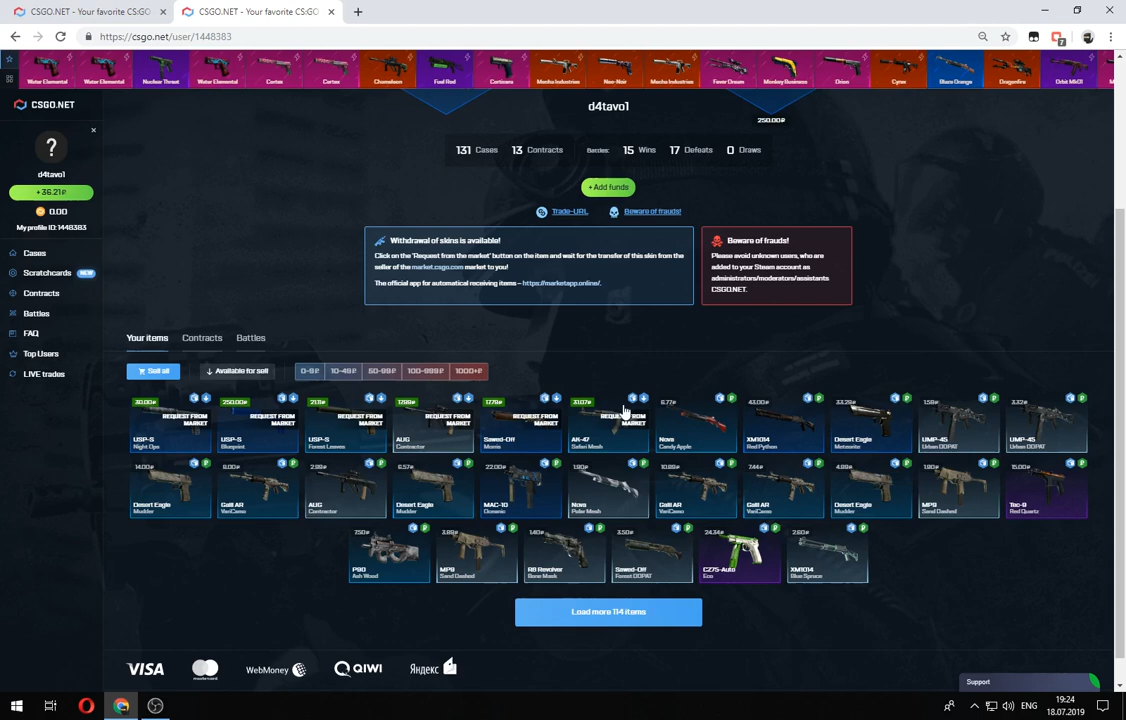 CSGO.NET - Your favorite CS:GO
CSGO.NET - Your favorite CS:GO
https://csgo.net/user/1448383
7
Water Elemental
Water Elemental
Nuclear Threat
Water Elemental
Cortex
Cortex
Chameleon
Fuel Rod
Corticera
Mecha Industries
Neo-Noir
Mecha Industries
Fever Dream
Monkey Business
Orion
Cyrex
Blaze Orange
Dragonfire
Orbit Mk01
CSGO.NET
d4tavo1
250.00₽
?
d4tavo1
+36.21₽
0.00
My profile ID: 1448383
131 Cases 13 Contracts Battles: 15 Wins 17 Defeats 0 Draws
+Add funds
Trade-URL
Beware of frauds!
Withdrawal of skins is available!
Click on the 'Request from the market' button on the item and wait for the transfer of this skin from the
seller of the market.csgo.com market to you!
The official app for automatical receiving items – https://marketapp.online/.
Beware of frauds!
Please avoid unknown users, who are
added to your Steam account as
administrators/moderators/assistants
CSGO.NET.
Cases
Scratchcards NEW
Contracts
Battles
FAQ
Top Users
LIVE trades
Your items Contracts Battles
Sell all
Available for sell
0-9₽ 10-49₽ 50-99₽ 100-999₽ 1000+₽
REQUEST FROM
MARKET
USP-S
Night Ops
250.00₽
REQUEST FROM
MARKET
USP-S
Blueprint
REQUEST FROM
MARKET
USP-S
Forest Leaves
REQUEST FROM
MARKET
AUG
Contractor
17.79₽
REQUEST FROM
MARKET
Sawed-Off
Morris
31.07₽
REQUEST FROM
MARKET
AK-47
Safari Mesh
6.77₽
Nova
Candy Apple
43.00₽
XM1014
Red Python
33.29₽
Desert Eagle
Meteorite
1.59₽
UMP-45
Urban DDPAT
3.32₽
UMP-45
Urban DDPAT
14.00₽
Desert Eagle
Mudder
8.00₽
Galil AR
VariCamo
2.99₽
AUG
Contractor
6.57₽
Desert Eagle
Mudder
22.00₽
MAC-10
Oceanic
1.90₽
Nova
Polar Mesh
10.89₽
Galil AR
VariCamo
7.44₽
Galil AR
VariCamo
4.89₽
Desert Eagle
Mudder
1.90₽
MP9
Sand Dashed
15.00₽
Tec-9
Red Quartz
7.50₽
P90
Ash Wood
3.89₽
MP9
Sand Dashed
1.40₽
R8 Revolver
Bone Mask
3.50₽
Sawed-Off
Forest DDPAT
24.34₽
CZ75-Auto
Eco
2.60₽
XM1014
Blue Spruce
Load more 114 items
VISA
mastercard
WebMoney
QIWI
Яндекс
Support
ENG
19:24
18.07.2019